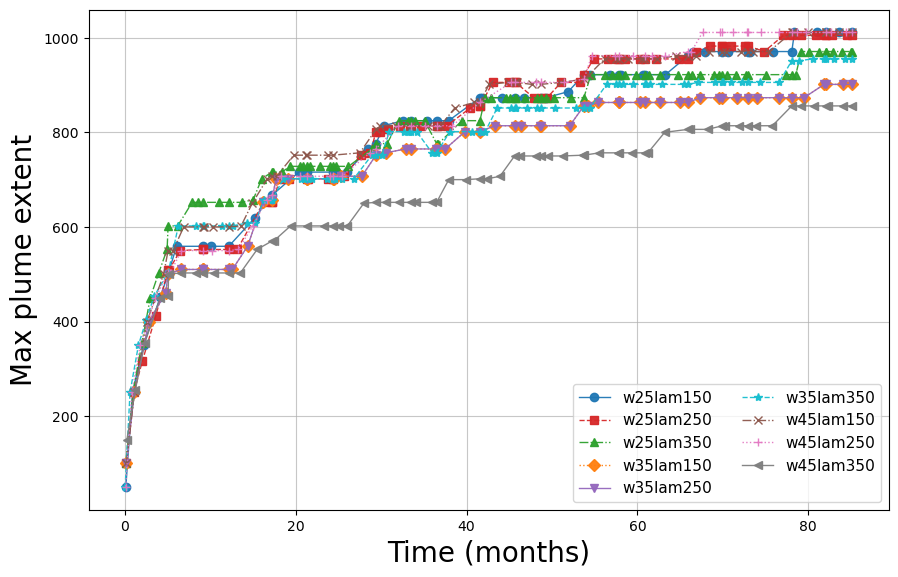 1000
800
600
400
200
Max plume extent
0
20
40
60
80
Time (months)
w25lam150
w25lam250
w25lam350
w35lam150
w35lam250
w35lam350
w45lam150
w45lam250
w45lam350